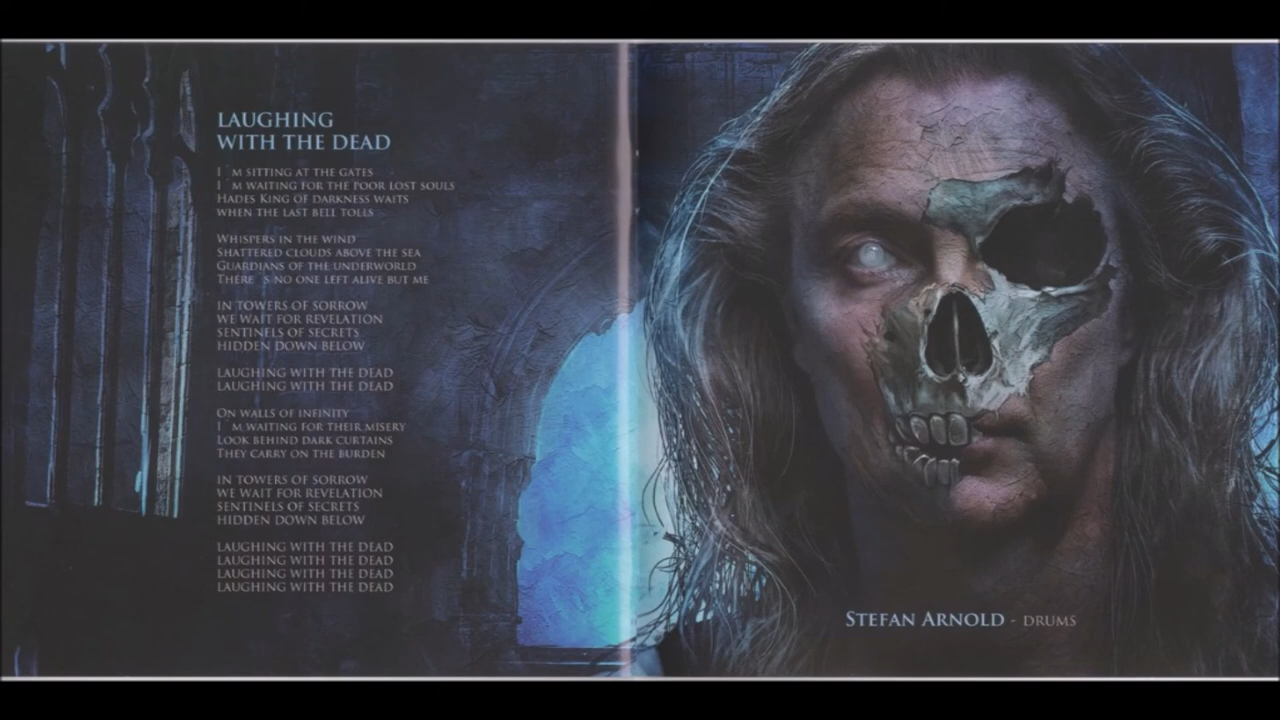 LAUGHING
WITH THE DEAD
I´M SITTING AT THE GATES
I´M WAITING FOR THE POOR LOST SOULS
HADES KING OF DARKNESS WAITS
WHEN THE LAST BELL TOLLS
WHISPERS IN THE WIND
SHATTERED CLOUDS ABOVE THE SEA
GUARDIANS OF THE UNDERWORLD
THERE´S NO ONE LEFT ALIVE BUT ME
IN TOWERS OF SORROW
WE WAIT FOR REVELATION
SENTINELS OF SECRETS
HIDDEN DOWN BELOW
LAUGHING WITH THE DEAD
LAUGHING WITH THE DEAD
ON WALLS OF INFINITY
I´M WAITING FOR THEIR MISERY
LOOK BEHIND DARK CURTAINS
THEY CARRY ON THE BURDEN
IN TOWERS OF SORROW
WE WAIT FOR REVELATION
SENTINELS OF SECRETS
HIDDEN DOWN BELOW
LAUGHING WITH THE DEAD
LAUGHING WITH THE DEAD
LAUGHING WITH THE DEAD
LAUGHING WITH THE DEAD
STEFAN ARNOLD - DRUMS